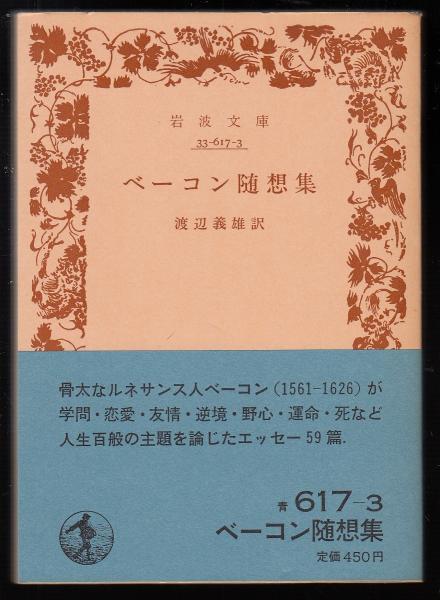 岩波文庫
33-617-3
ベーコン随想集
渡辺義雄訳
骨太なルネサンス人ベーコン(1561-1626)が
学問・恋愛・友情・逆境・野心・運命・死など
人生百般の主題を論じたエッセー59篇.
青 617-3
ベーコン随想集
定価450円